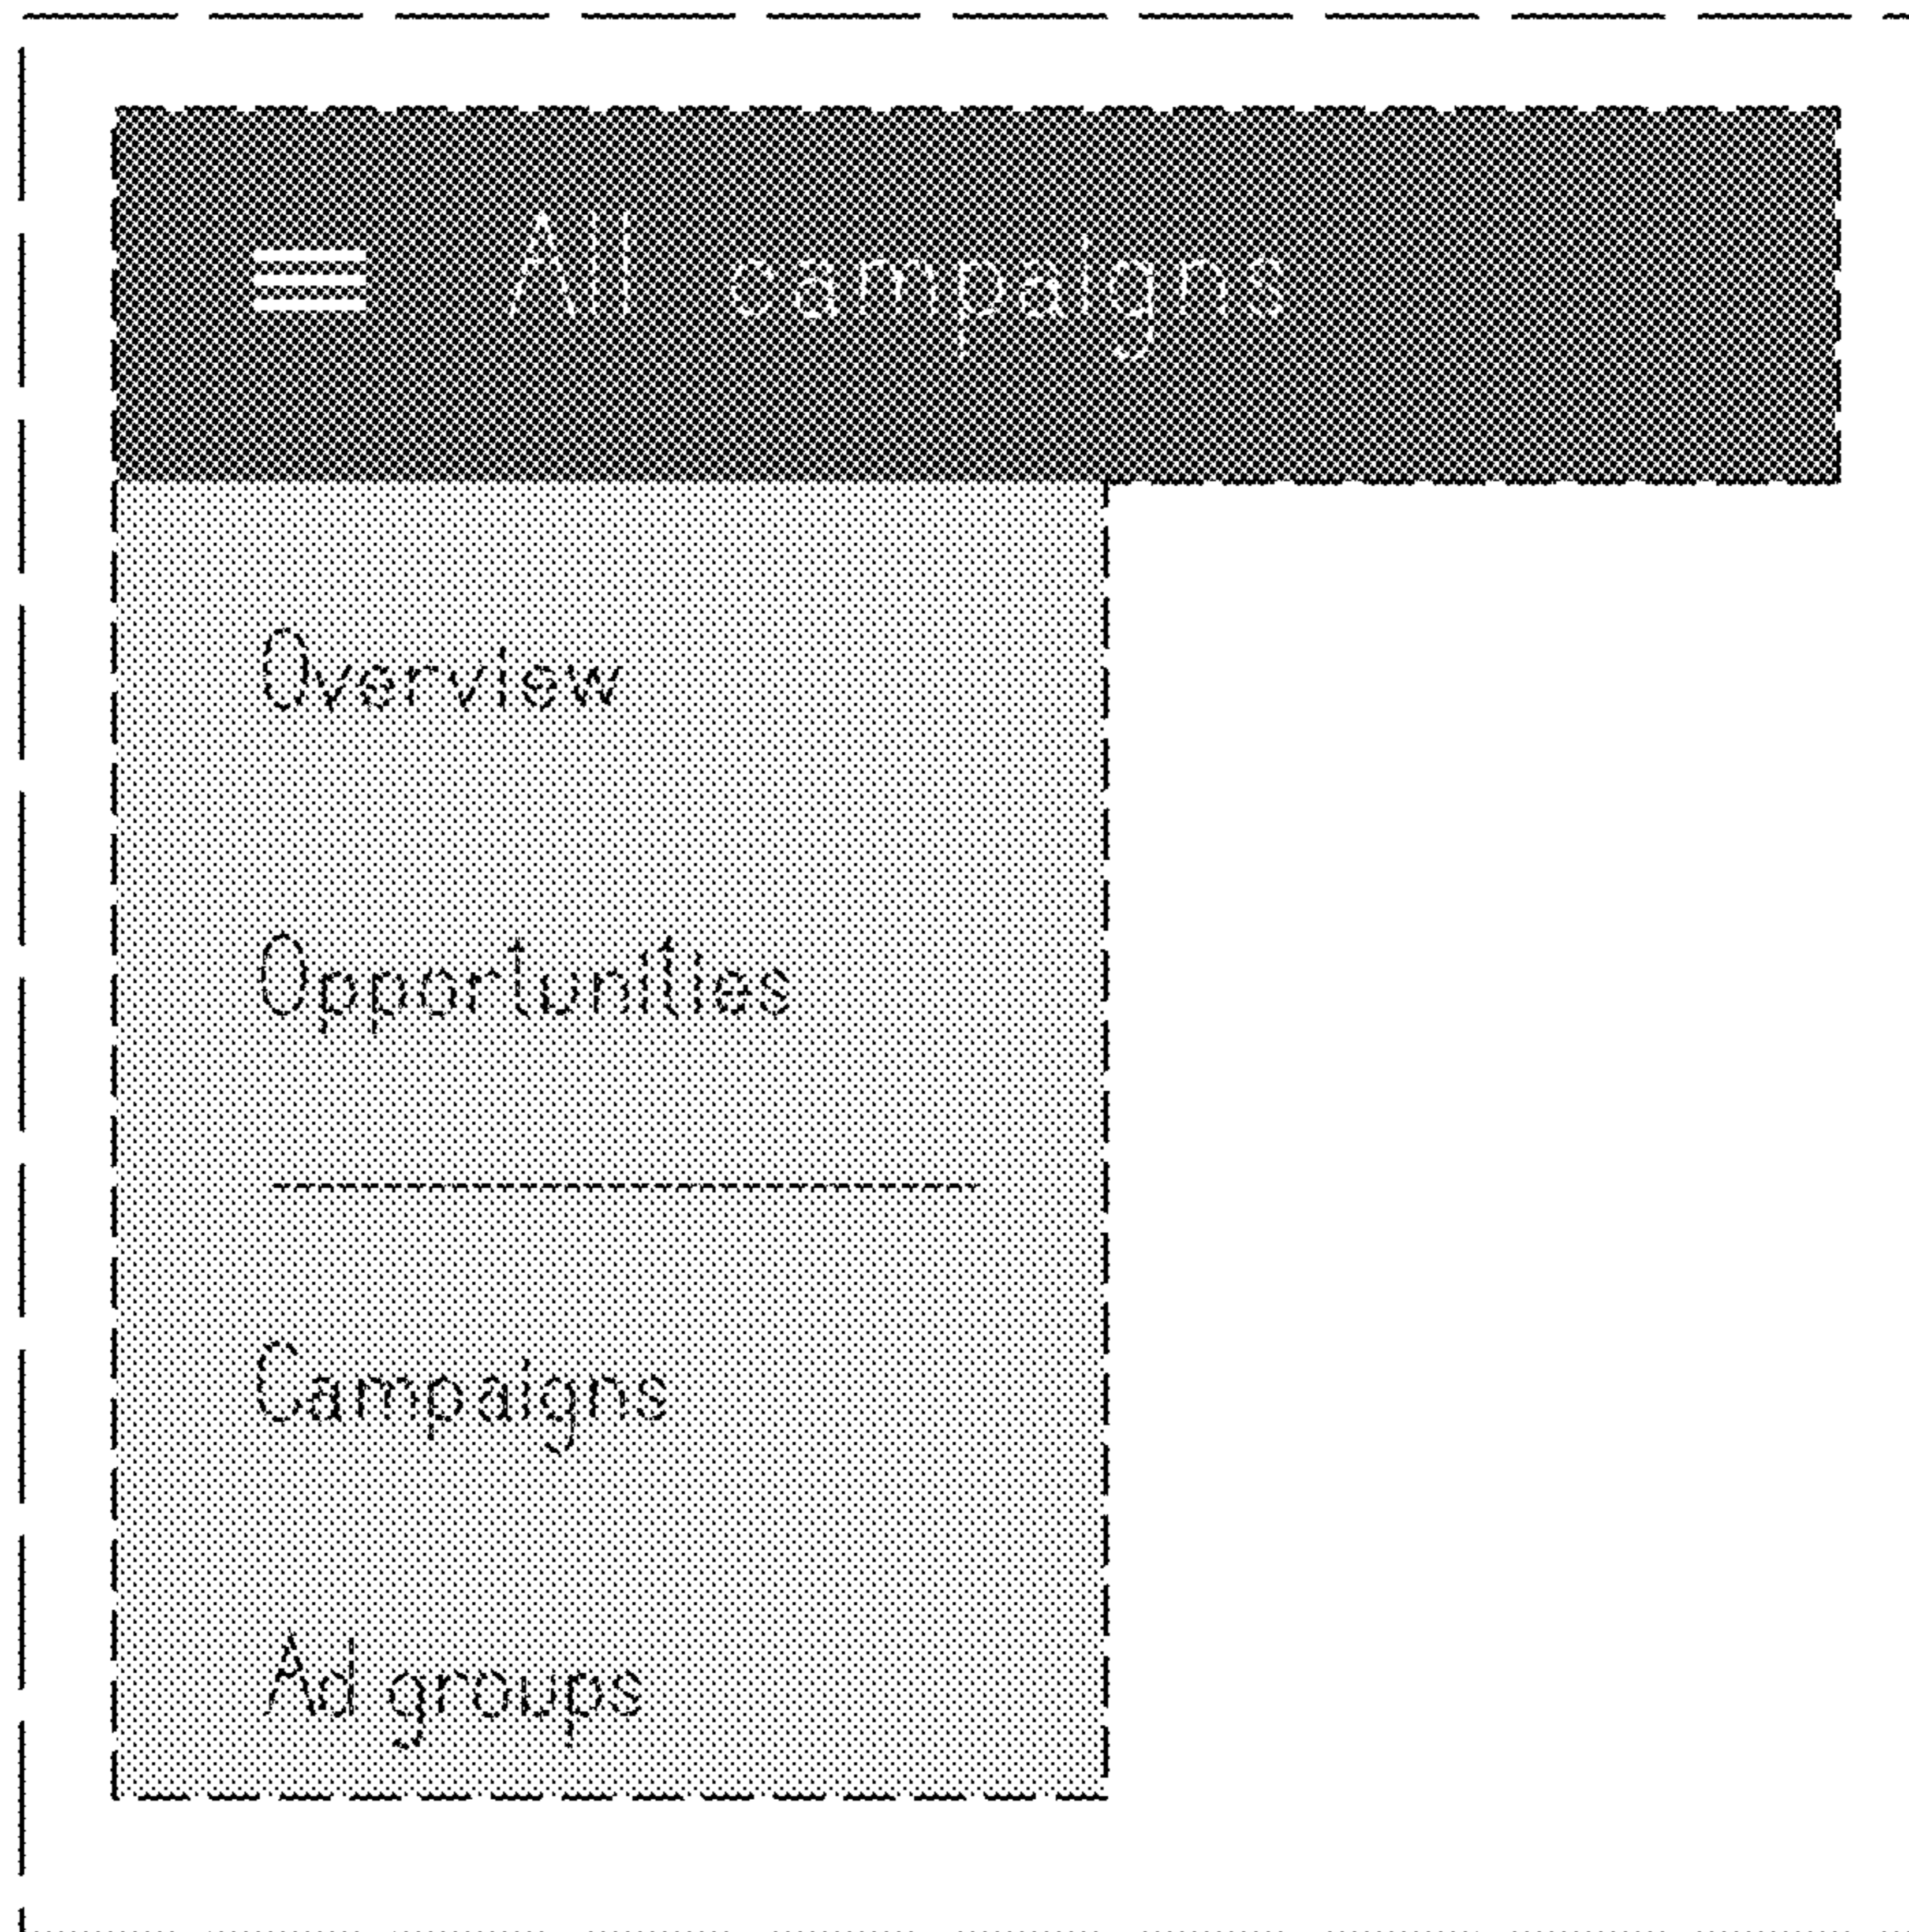 All campaigns
Overview
Opportunities
Campaigns
Ad groups